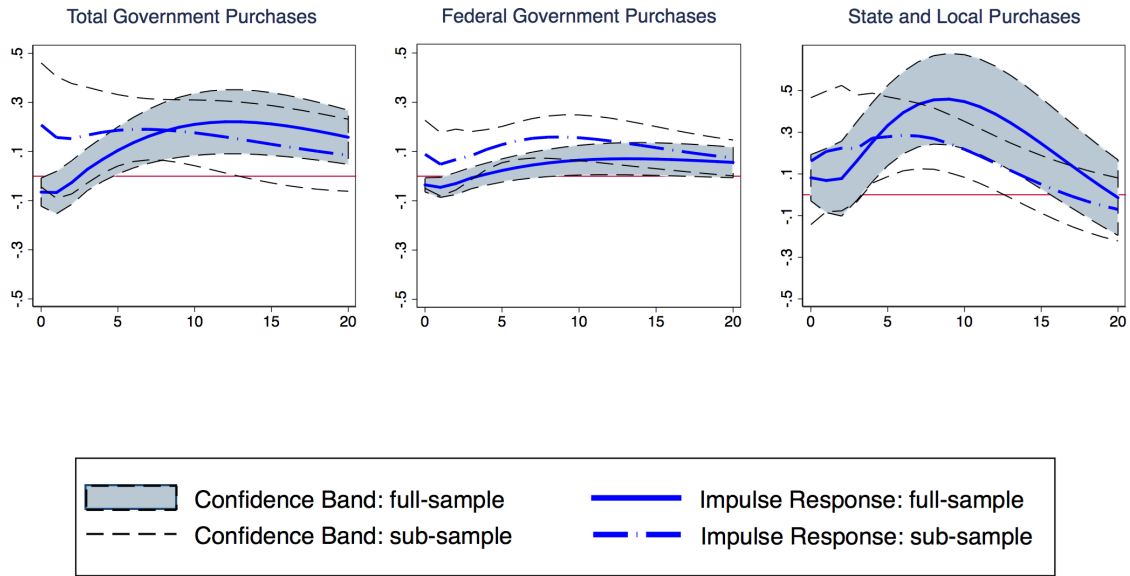 Total Government Purchases
Federal Government Purchases
State and Local Purchases
.5
.3
.1
-.1
-.3
-.5
0 5 10 15 20
.5
.3
.1
-.1
-.3
-.5
0 5 10 15 20
.5
.3
.1
-.1
-.3
-.5
0 5 10 15 20
Confidence Band: full-sample
Impulse Response: full-sample
Confidence Band: sub-sample
Impulse Response: sub-sample